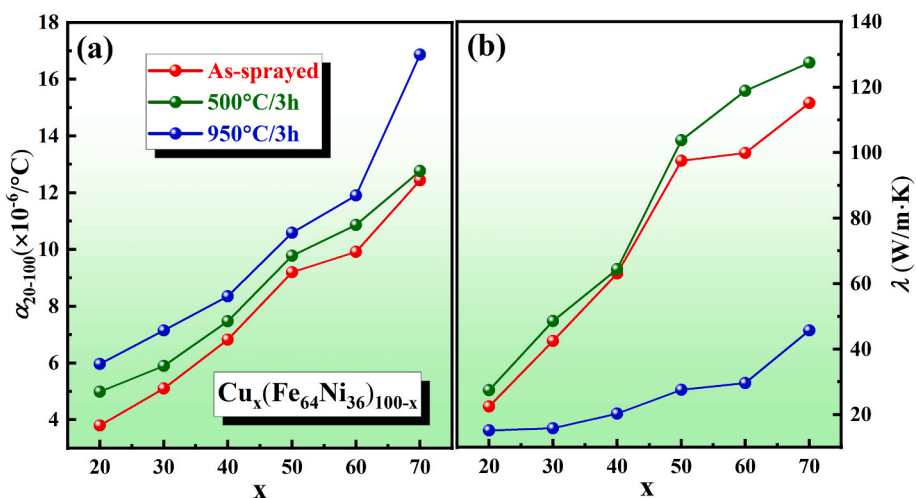 (a)
As-sprayed
500°C/3h
950°C/3h
18
16
14
12
10
8
6
4
α20-100(×10-6/°C)
Cux(Fe64Ni36)100-x
20 30 40 50 60 70
x
(b)
140
120
100
80
60
40
20
λ (W/m·K)
20 30 40 50 60 70
x